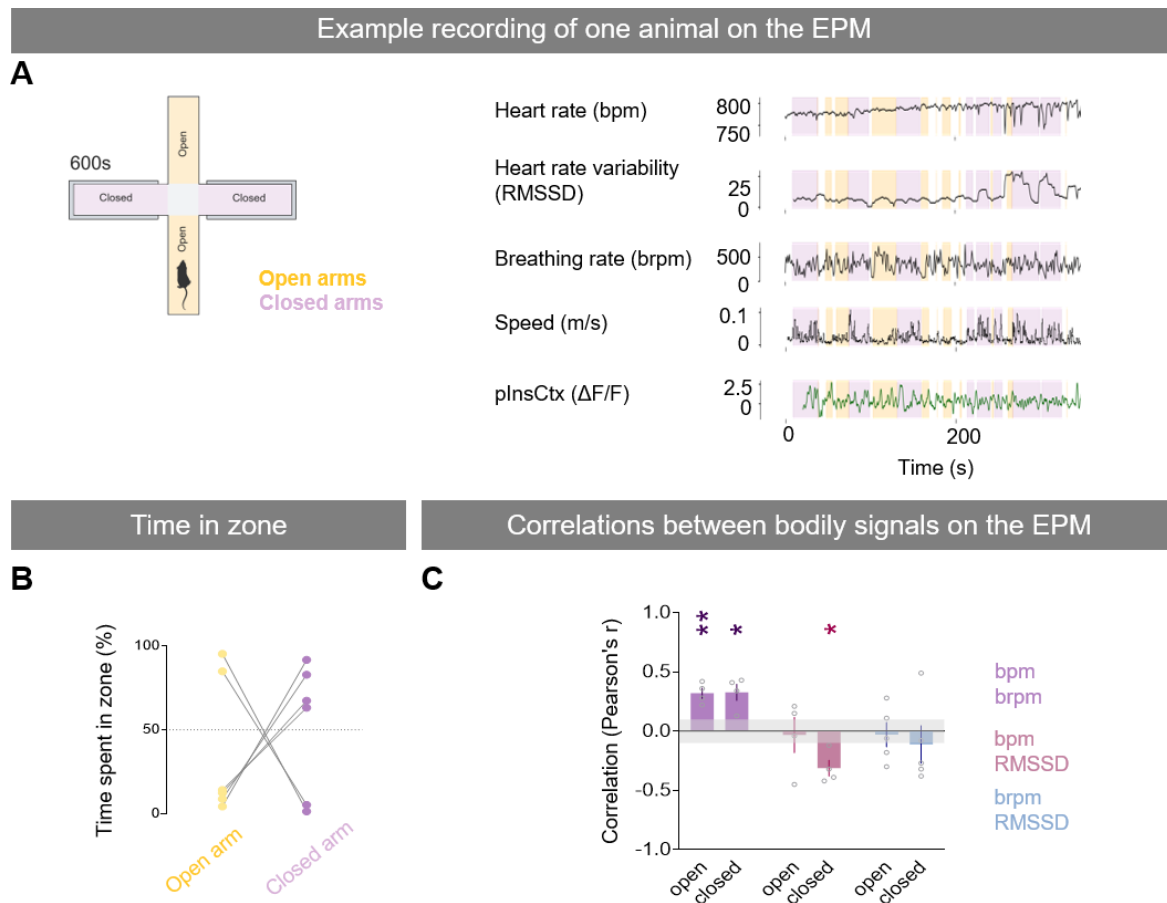 Example recording of one animal on the EPM
A
600s
Open
Closed
Closed
Open
Open arms
Closed arms
Heart rate (bpm)
800
750
Heart rate variability
(RMSSD)
25
0
Breathing rate (brpm)
500
0
Speed (m/s)
0.1
0
pInsCtx (ΔF/F)
2.5
0
0
200
Time (s)
Time in zone
B
Time spent in zone (%)
100
50
0
Open arm
Closed arm
Correlations between bodily signals on the EPM
C
Correlation (Pearson's r)
1.0
0.5
0.0
-0.5
-1.0
* * * *
open closed open closed open closed
bpm
brpm
bpm
RMSSD
brpm
RMSSD